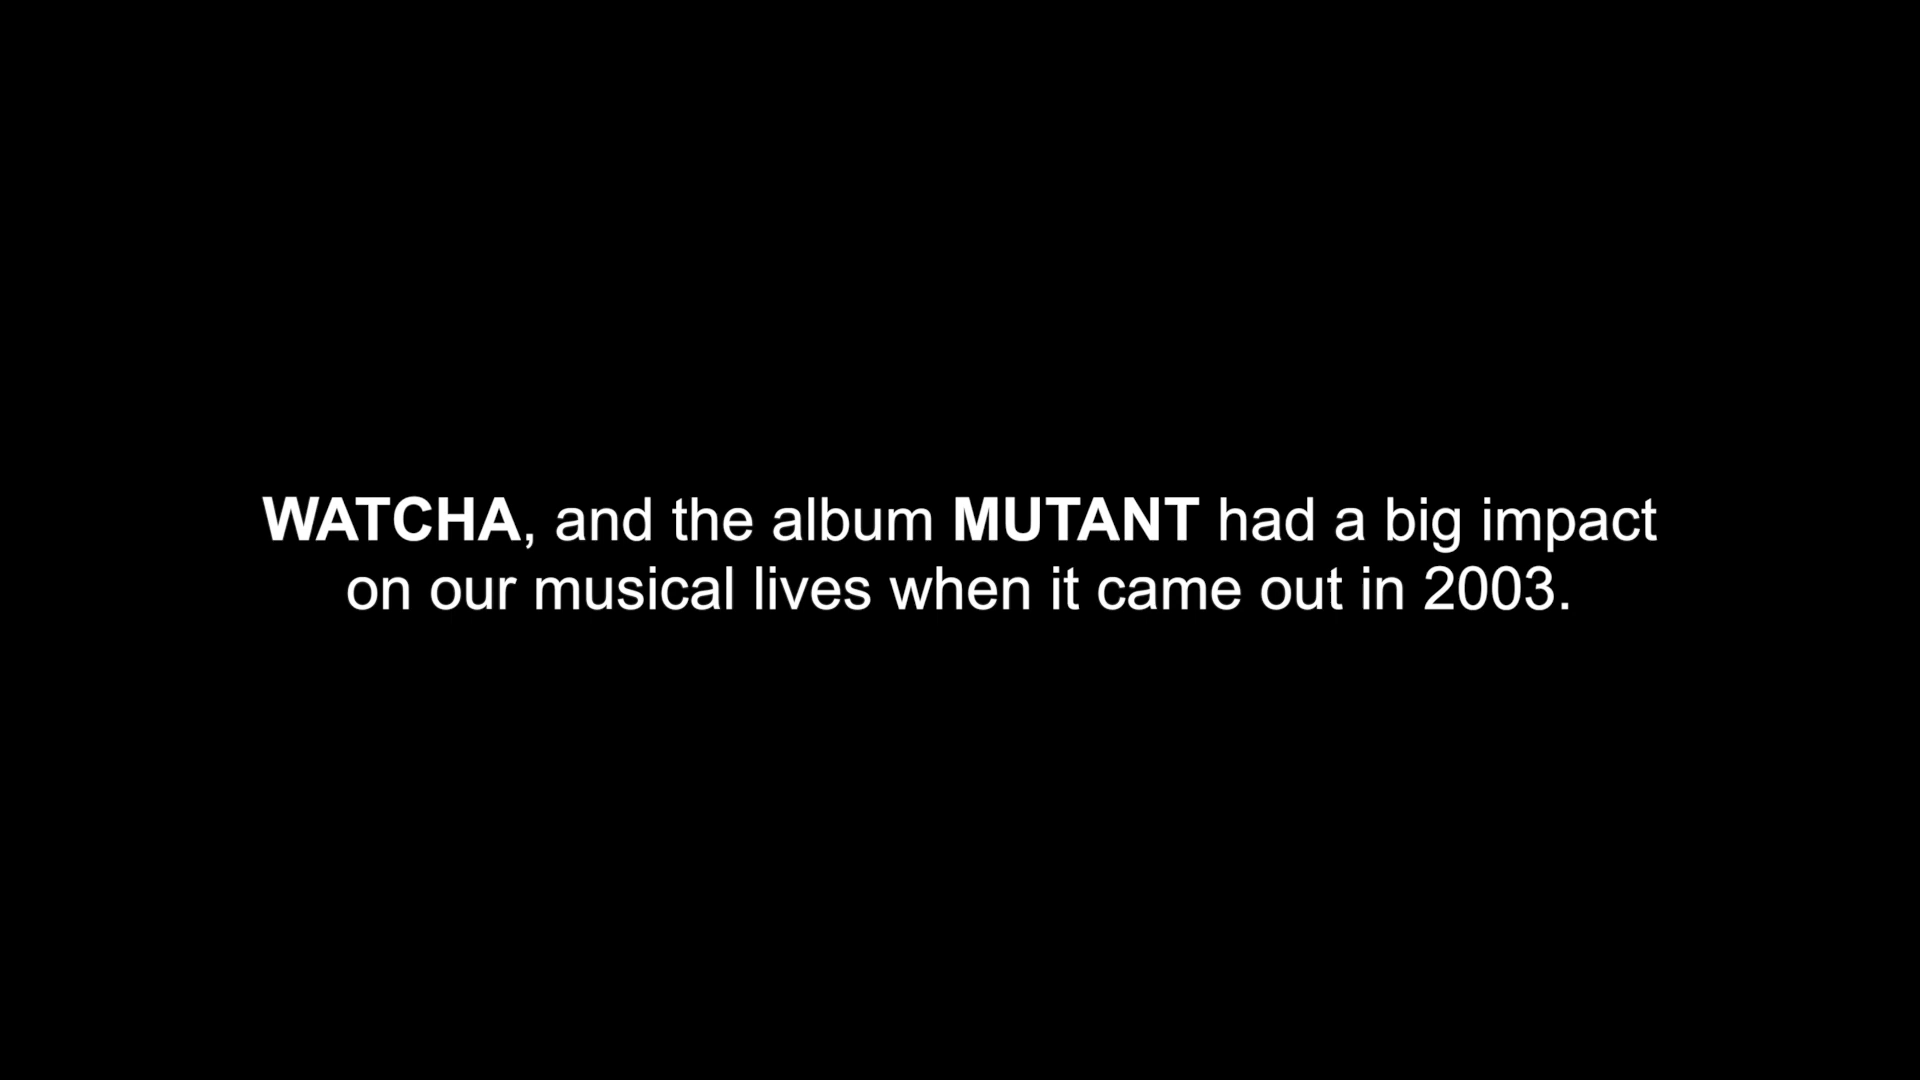 WATCHA, and the album MUTANT had a big impact
on our musical lives when it came out in 2003.